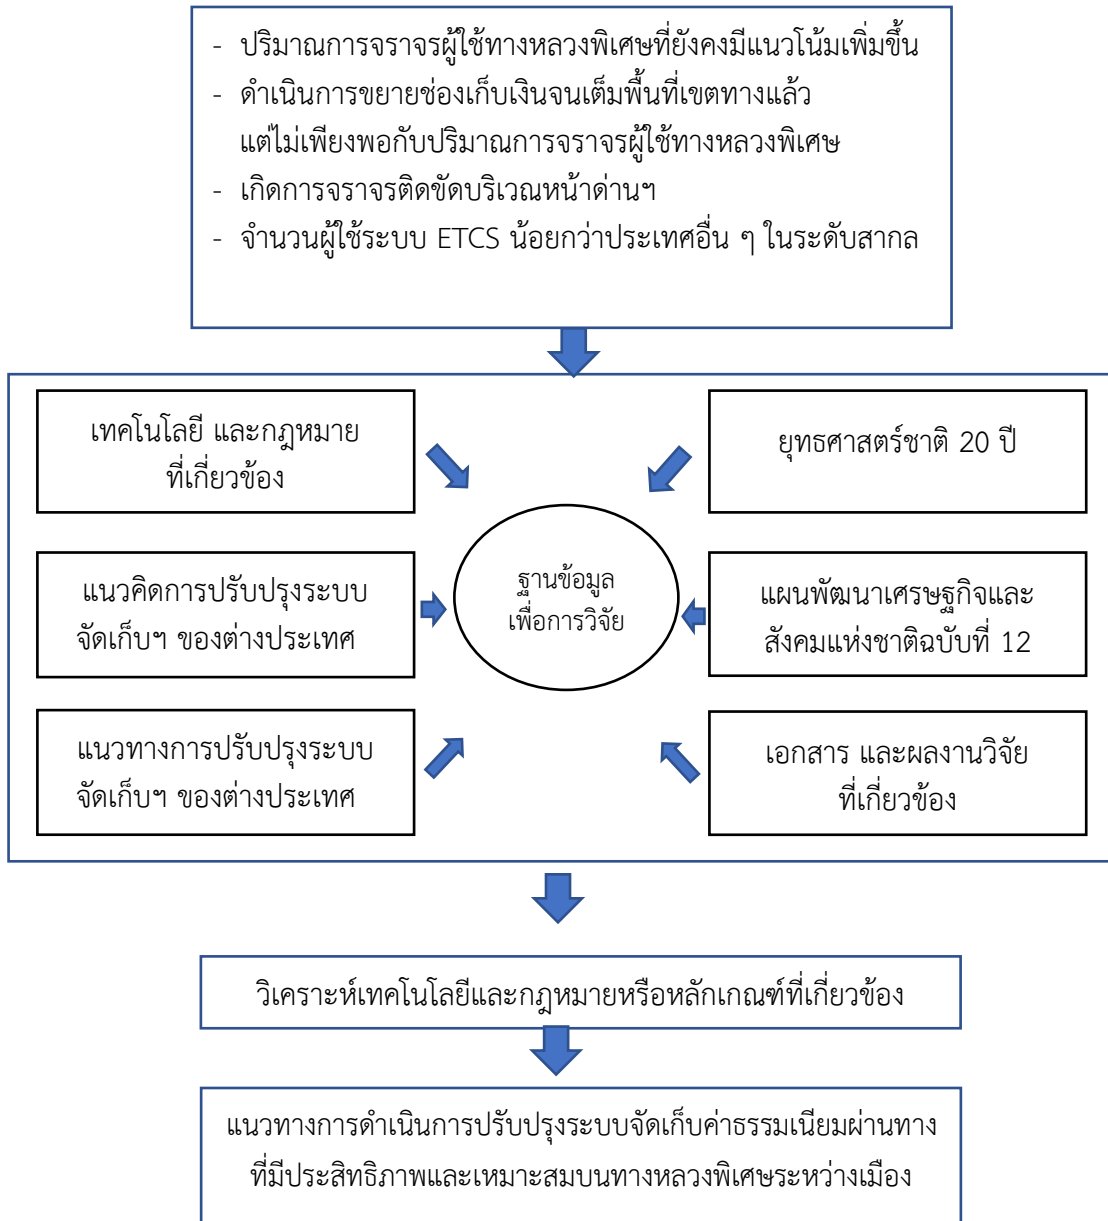 - ปริมาณการจราจรผู้ใช้ทางหลวงพิเศษที่ยังคงมีแนวโน้มเพิ่มขึ้น
- ดำเนินการขยายช่องเก็บเงินจนเต็มพื้นที่เขตทางแล้ว
แต่ไม่เพียงพอกับปริมาณการจราจรผู้ใช้ทางหลวงพิเศษ
- เกิดการจราจรติดขัดบริเวณหน้าด่านฯ
- จำนวนผู้ใช้ระบบ ETCS น้อยกว่าประเทศอื่น ๆ ในระดับสากล
เทคโนโลยี และกฎหมาย
ที่เกี่ยวข้อง
ยุทธศาสตร์ชาติ 20 ปี
แนวคิดการปรับปรุงระบบ
จัดเก็บฯ ของต่างประเทศ
ฐานข้อมูล
เพื่อการวิจัย
แผนพัฒนาเศรษฐกิจและ
สังคมแห่งชาติฉบับที่ 12
แนวทางการปรับปรุงระบบ
จัดเก็บฯ ของต่างประเทศ
เอกสาร และผลงานวิจัย
ที่เกี่ยวข้อง
วิเคราะห์เทคโนโลยีและกฎหมายหรือหลักเกณฑ์ที่เกี่ยวข้อง
แนวทางการดำเนินการปรับปรุงระบบจัดเก็บค่าธรรมเนียมผ่านทาง
ที่มีประสิทธิภาพและเหมาะสมบนทางหลวงพิเศษระหว่างเมือง